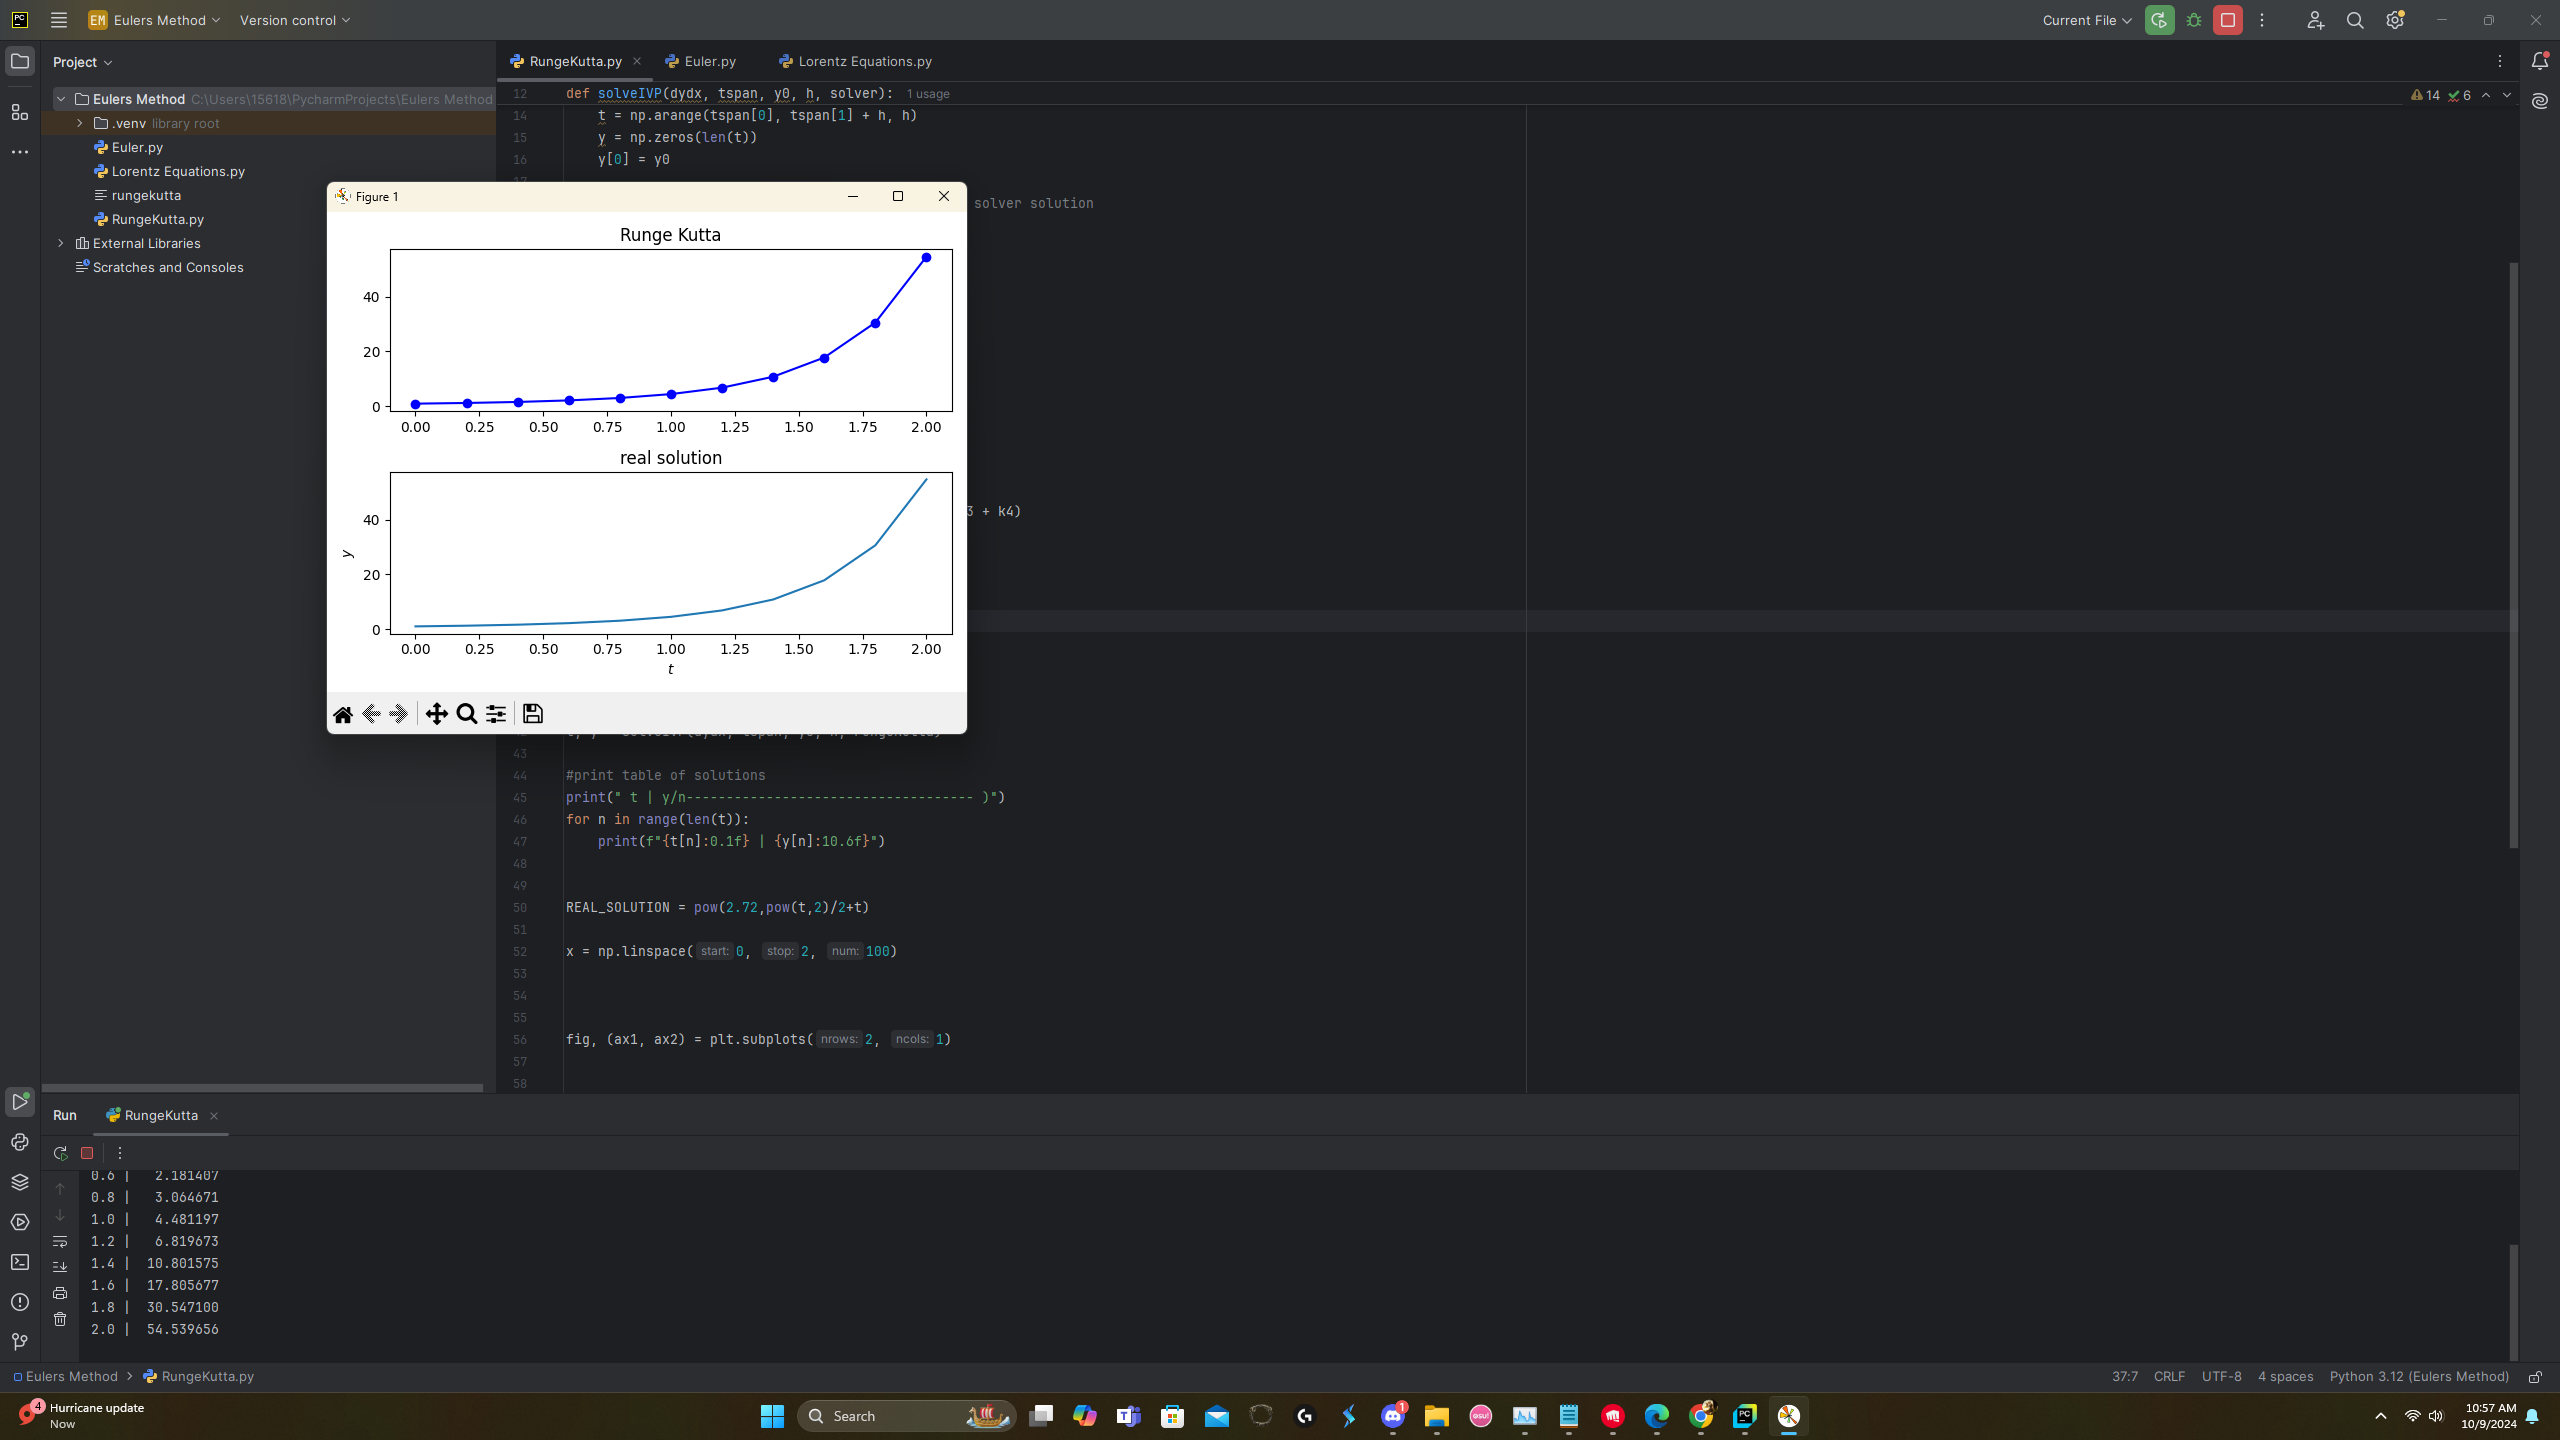 EM Eulers Method Version control
Current File
Project
RungeKutta.py Euler.py Lorentz Equations.py
Eulers Method C:\Users\15618\PycharmProjects\Eulers Method
.venv library root
Euler.py
Lorentz Equations.py
rungekutta
RungeKutta.py
External Libraries
Scratches and Consoles
12 def solveIVP(dydx, tspan, y0, h, solver): 1 usage
14 6
14 t = np.arange(tspan[0], tspan[1] + h, h)
15 y = np.zeros(len(t))
16 y[0] = y0
solver solution
3 + k4)
Figure 1
Runge Kutta
40
20
0
0.00 0.25 0.50 0.75 1.00 1.25 1.50 1.75 2.00
real solution
40
y
20
0
0.00 0.25 0.50 0.75 1.00 1.25 1.50 1.75 2.00
t
43
44 #print table of solutions
45 print(" t | y/n------------------------------------ )")
46 for n in range(len(t)):
47 print(f"{t[n]:0.1f} | {y[n]:10.6f}")
48
49
50 REAL_SOLUTION = pow(2.72,pow(t,2)/2+t)
51
52 x = np.linspace( start: 0, stop: 2, num: 100)
53
54
55
56 fig, (ax1, ax2) = plt.subplots( nrows: 2, ncols: 1)
57
58
Run RungeKutta
0.6 | 2.181407
0.8 | 3.064671
1.0 | 4.481197
1.2 | 6.819673
1.4 | 10.801575
1.6 | 17.805677
1.8 | 30.547100
2.0 | 54.539656
Eulers Method RungeKutta.py
37:7 CRLF UTF-8 4 spaces Python 3.12 (Eulers Method)
4 Hurricane update
Now
Search
1
10:57 AM
10/9/2024